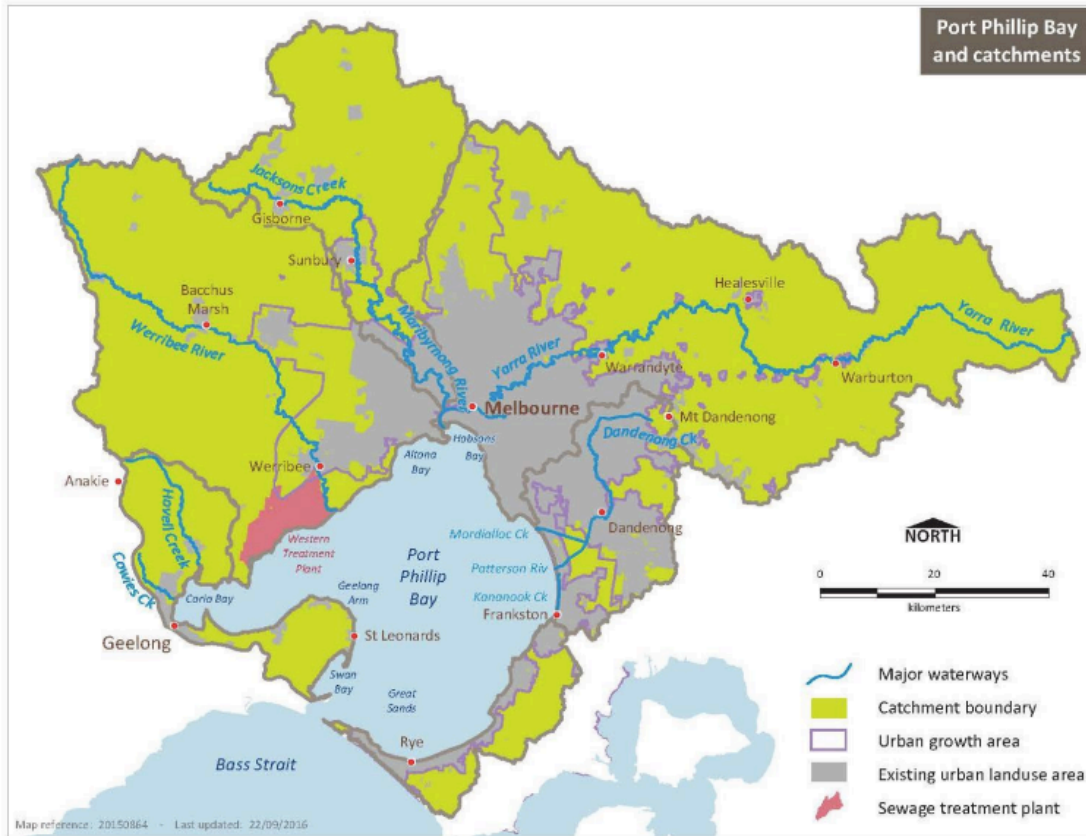 Port Phillip Bay
and catchments
Jacksons Creek
Gisborne
Sunbury
Healesville
Bacchus
Marsh
Maribyrnong River
Yarra River
Werribee River
Yarra River
Warrandyte
Warburton
Melbourne
Mt Dandenong
Dandenong Ck
Hobsons
Bay
Altona
Bay
Werribee
Anakie
Hovell Creek
Dandenong
Mordialloc Ck
Western
Treatment
Plant
Port
Phillip
Bay
NORTH
Cowies Ck
Patterson Riv
Geelong
Arm
Corio Bay
Kananook Ck
0 20 40
kilometers
Frankston
Geelong
St Leonards
Swan
Bay
Great
Sands
Major waterways
Catchment boundary
Rye
Urban growth area
Bass Strait
Existing urban landuse area
Sewage treatment plant
Map reference: 20150864 - Last updated: 22/09/2016